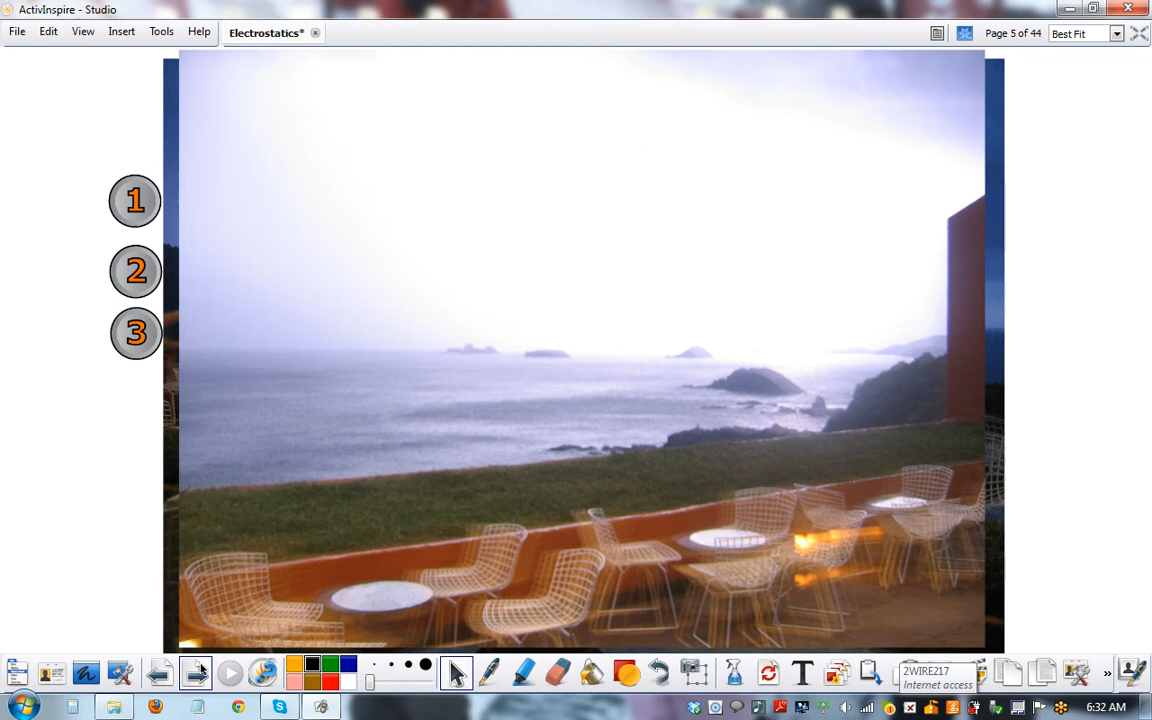 ActivInspire - Studio
File Edit View Insert Tools Help Electrostatics* Page 5 of 44 Best Fit
1
2
3
T »
2WIRE217
Internet access
6:32 AM